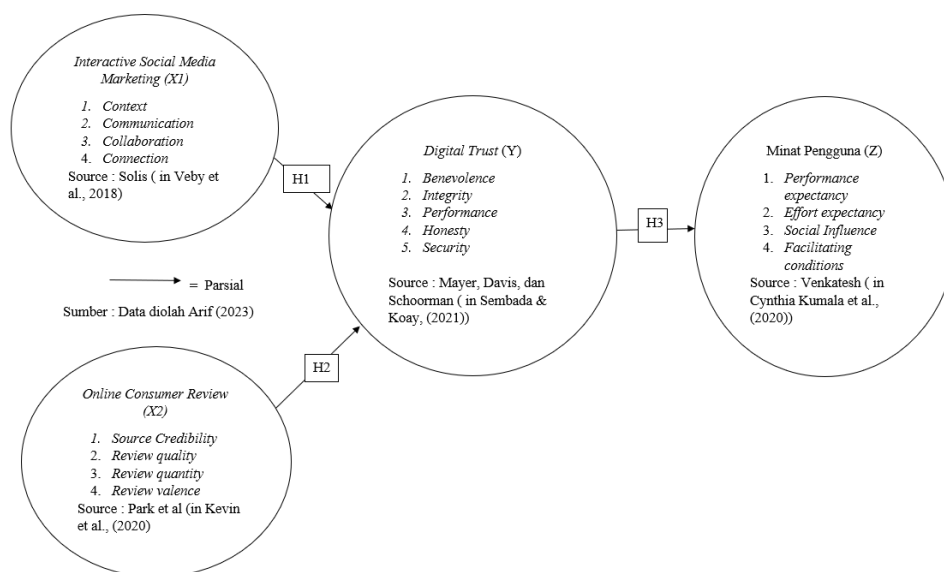 Interactive Social Media
Marketing (X1)
1. Context
2. Communication
3. Collaboration
4. Connection
Source : Solis ( in Veby et
al., 2018)
H1
= Parsial
Sumber : Data diolah Arif (2023)
Digital Trust (Y)
1. Benevolence
2. Integrity
3. Performance
4. Honesty
5. Security
Source : Mayer, Davis, dan
Schoorman ( in Sembada &
Koay, (2021))
H3
Minat Pengguna (Z)
1. Performance
expectancy
2. Effort expectancy
3. Social Influence
4. Facilitating
conditions
Source : Venkatesh ( in
Cynthia Kumala et al.,
(2020))
H2
Online Consumer Review
(X2)
1. Source Credibility
2. Review quality
3. Review quantity
4. Review valence
Source : Park et al (in Kevin
et al., (2020)